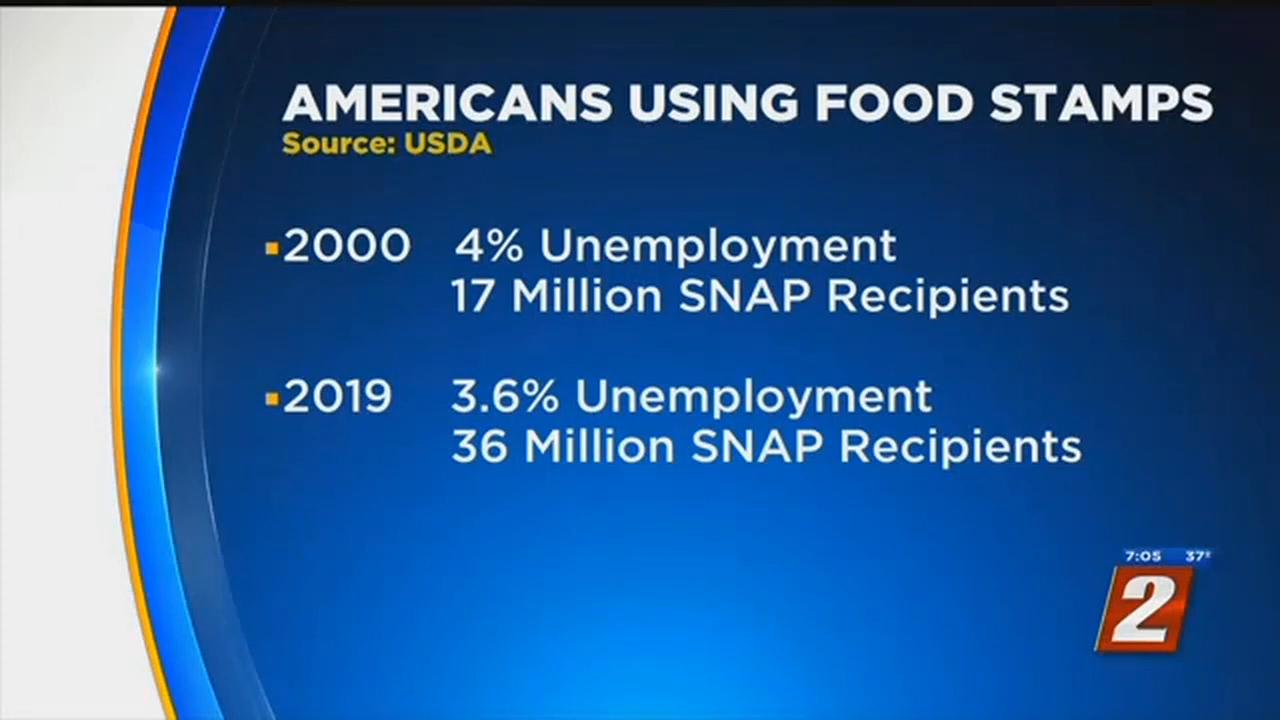 AMERICANS USING FOOD STAMPS
Source: USDA
2000 4% Unemployment
17 Million SNAP Recipients
2019 3.6% Unemployment
36 Million SNAP Recipients
7:05 37°
2